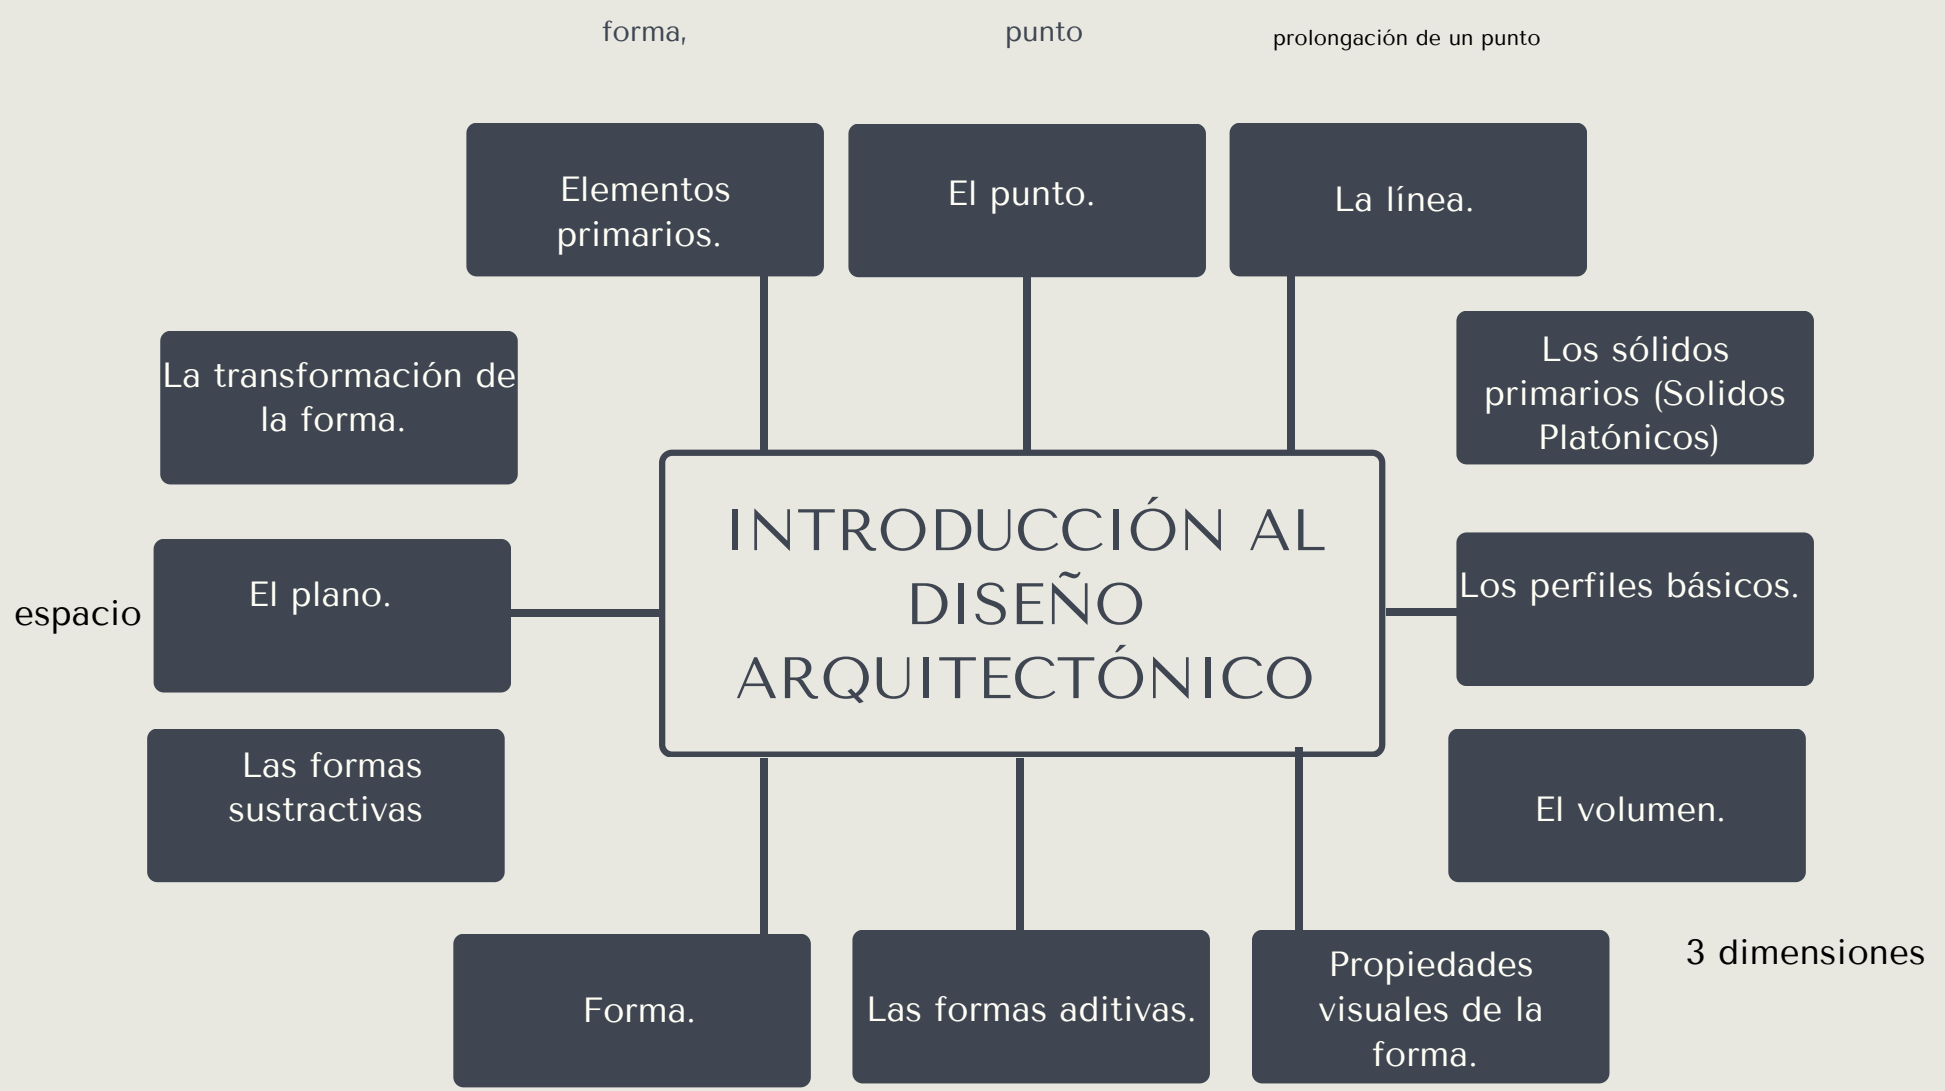 forma,
punto
prolongación de un punto
Elementos
primarios.
El punto.
La línea.
La transformación de
la forma.
Los sólidos
primarios (Solidos
Platónicos)
INTRODUCCIÓN AL
DISEÑO
ARQUITECTÓNICO
espacio
El plano.
Los perfiles básicos.
Las formas
sustractivas
El volumen.
3 dimensiones
Forma.
Las formas aditivas.
Propiedades
visuales de la
forma.